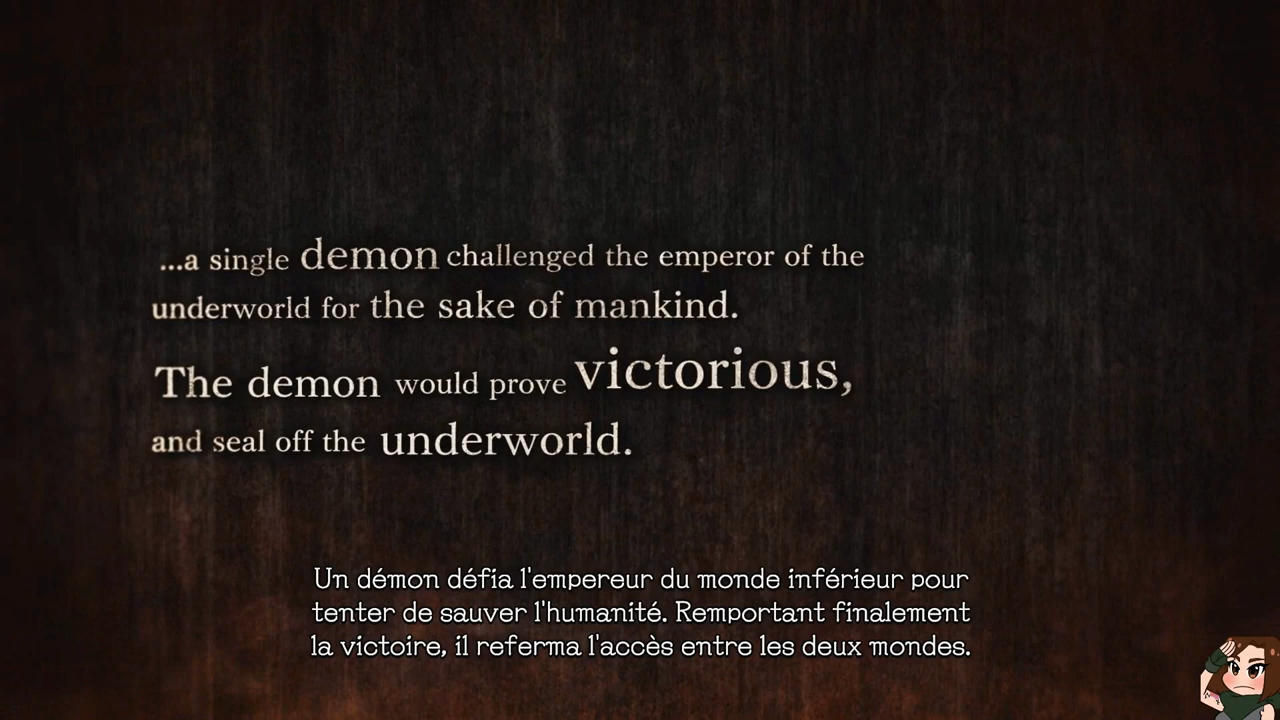 ...a single demon challenged the emperor of the
underworld for the sake of mankind.
The demon would prove victorious,
and seal off the underworld.
Un démon défia l'empereur du monde inférieur pour
tenter de sauver l'humanité. Remportant finalement
la victoire, il referma l'accès entre les deux mondes.